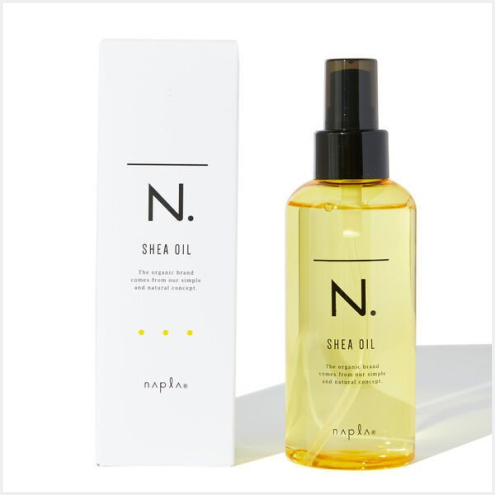 N.
SHEA OIL
The organic brand
comes from our simple
and natural concept.
napla®
N.
SHEA OIL
The organic brand
comes from our simple
and natural concept.
napla®